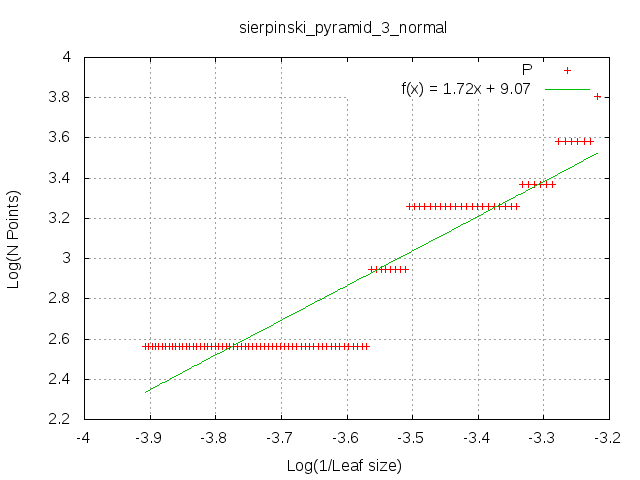 sierpinski_pyramid_3_normal
P
f(x) = 1.72x + 9.07
4
3.8
3.6
3.4
3.2
3
2.8
2.6
2.4
2.2
Log(N Points)
-4 -3.9 -3.8 -3.7 -3.6 -3.5 -3.4 -3.3 -3.2
Log(1/Leaf size)